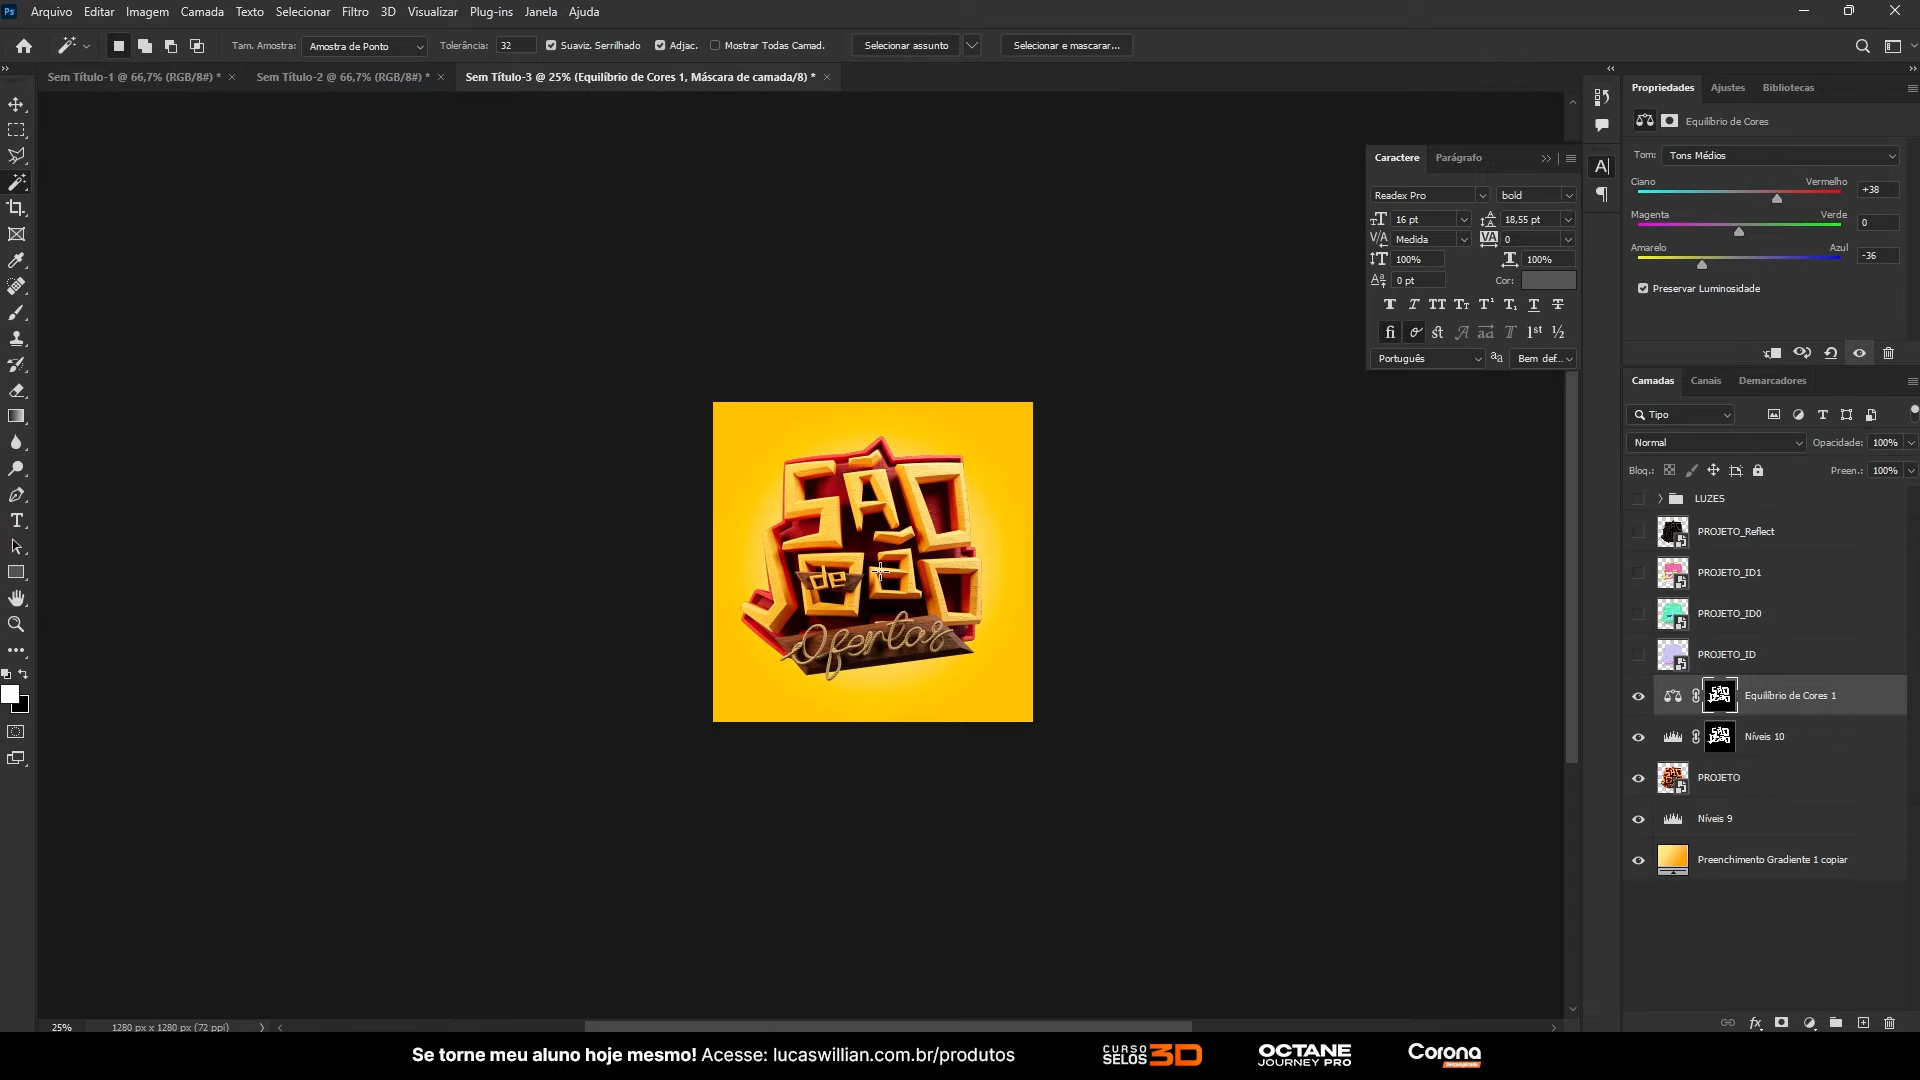 Ps Arquivo Editar Imagem Camada Texto Selecionar Filtro 3D Visualizar Plug-ins Janela Ajuda
Tam. Amostra: Amostra de Ponto Tolerância: 32 Suaviz. Serrilhado Adjac. Mostrar Todas Camad. Selecionar assunto Selecionar e mascarar...
Sem Título-1 @ 66,7% (RGB/8#) * × Sem Título-2 @ 66,7% (RGB/8#) * × Sem Título-3 @ 25% (Equilíbrio de Cores 1, Máscara de camada/8) * ×
Propriedades Ajustes Bibliotecas
Equilíbrio de Cores
Tom: Tons Médios
Ciano Vermelho +38
Magenta Verde 0
Amarelo Azul -36
Preservar Luminosidade
Caractere Parágrafo
Readex Pro bold
16 pt 18,55 pt
Medida 0
100% 100%
0 pt Cor:
Português Bem def...
SÃO
JOÃO
de
Ofertas
Camadas Canais Demarcadores
Tipo
Normal Opacidade: 100%
Bloq.: Preen.: 100%
LUZES
PROJETO_Reflect
PROJETO_ID1
PROJETO_ID0
PROJETO_ID
Equilíbrio de Cores 1
Níveis 10
PROJETO
Níveis 9
Preenchimento Gradiente 1 copiar
25% 1280 px x 1280 px (72 ppi)
Se torne meu aluno hoje mesmo! Acesse: lucaswillian.com.br/produtos
CURSO SELOS 3D
OCTANE JOURNEY PRO
Corona